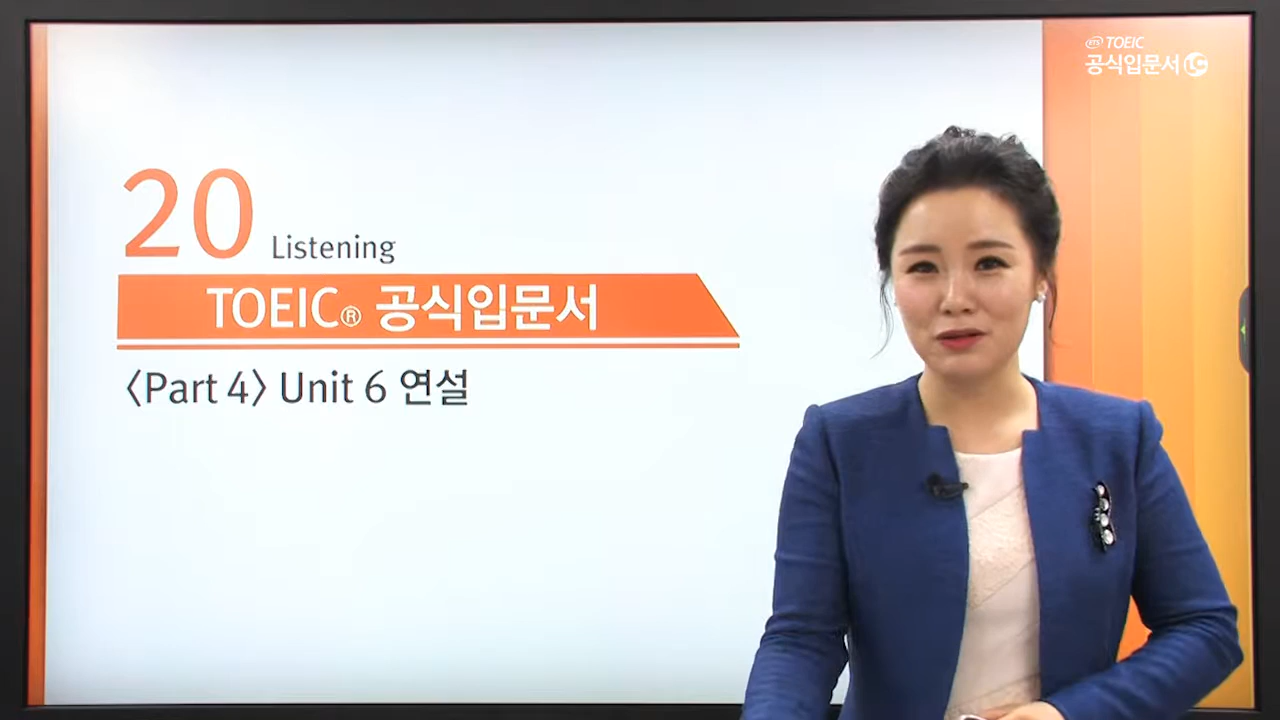 ETS TOEIC
공식입문서 LC
20 Listening
TOEIC® 공식입문서
〈Part 4〉 Unit 6 연설